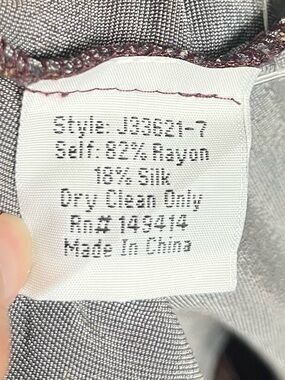 Style: J33621-7
Self: 82% Rayon
18% Silk
Dry Clean Only
Rn# 149414
Made In China